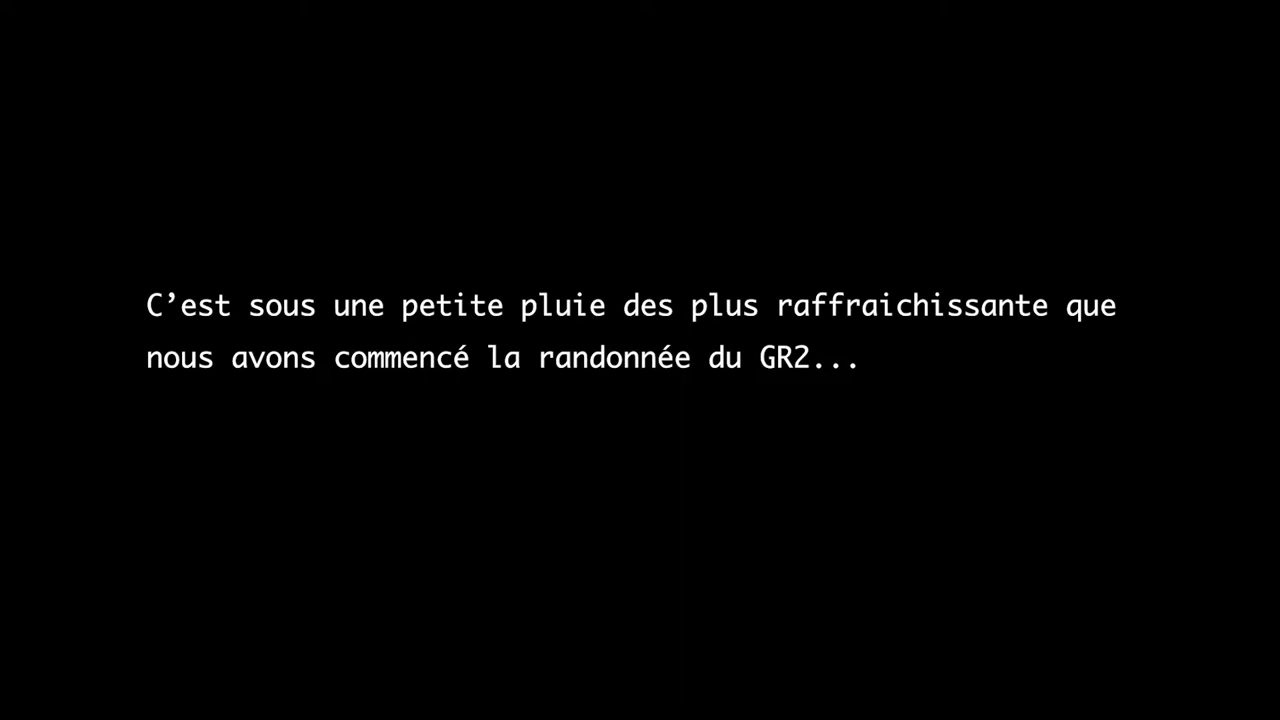 C’est sous une petite pluie des plus raffraichissante que
nous avons commencé la randonnée du GR2...